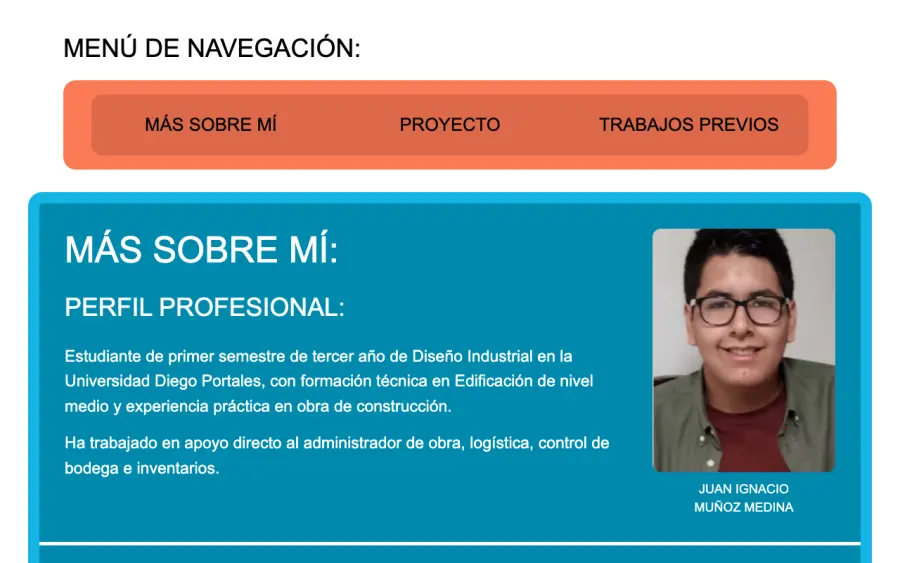 MENÚ DE NAVEGACIÓN:
MÁS SOBRE MÍ PROYECTO TRABAJOS PREVIOS
MÁS SOBRE MÍ:
PERFIL PROFESIONAL:
Estudiante de primer semestre de tercer año de Diseño Industrial en la
Universidad Diego Portales, con formación técnica en Edificación de nivel
medio y experiencia práctica en obra de construcción.
Ha trabajado en apoyo directo al administrador de obra, logística, control de
bodega e inventarios.
JUAN IGNACIO
MUÑOZ MEDINA